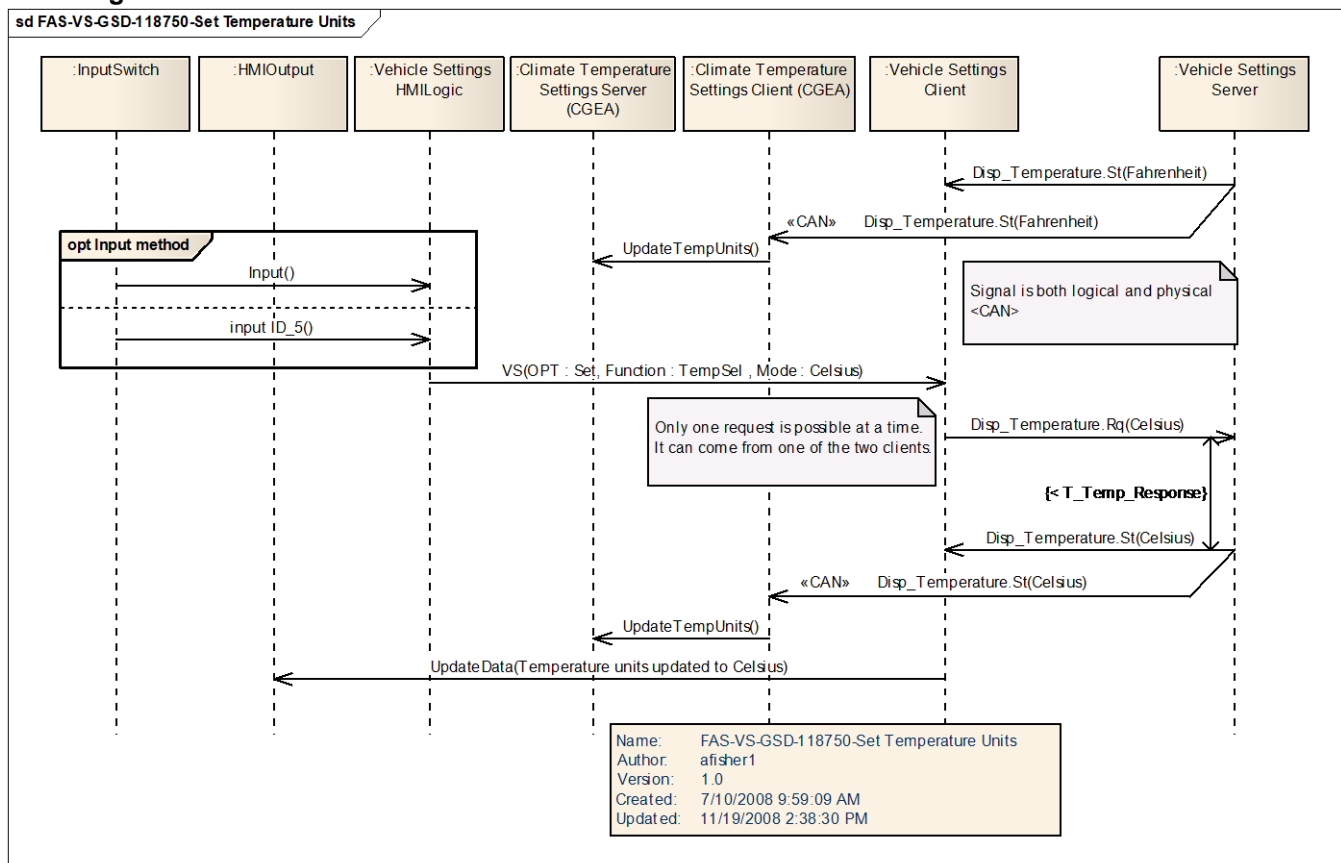 sd FAS-VS-GSD-118750-Set Temperature Units
:InputSwitch
:HMIOutput
:Vehicle Settings
HMILogic
:Climate Temperature
Settings Server
(CGEA)
:Climate Temperature
Settings Client (CGEA)
:Vehicle Settings
Client
:Vehicle Settings
Server
Disp_Temperature.St(Fahrenheit)
«CAN» Disp_Temperature.St(Fahrenheit)
UpdateTempUnits()
opt Input method
Input()
input ID_5()
Signal is both logical and physical
<CAN>
VS(OPT : Set, Function : TempSel , Mode : Celsius)
Only one request is possible at a time.
It can come from one of the two clients.
Disp_Temperature.Rq(Celsius)
{< T_Temp_Response}
Disp_Temperature.St(Celsius)
«CAN» Disp_Temperature.St(Celsius)
UpdateTempUnits()
UpdateData(Temperature units updated to Celsius)
Name: FAS-VS-GSD-118750-Set Temperature Units
Author: afisher1
Version: 1.0
Created: 7/10/2008 9:59:09 AM
Updated: 11/19/2008 2:38:30 PM